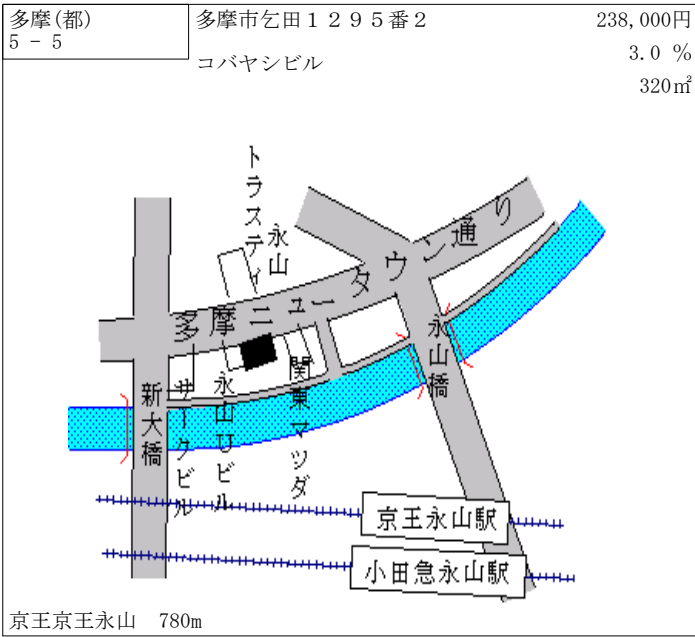 多摩(都)
5 - 5
多摩市乞田１２９５番２
238,000円
コバヤシビル
3.0 %
320㎡
トラスティ
永山
多摩ニュータウン通り
永山橋
新大橋
サークビル
永山Uビル
関東マツダ
京王永山駅
小田急永山駅
京王京王永山　780m